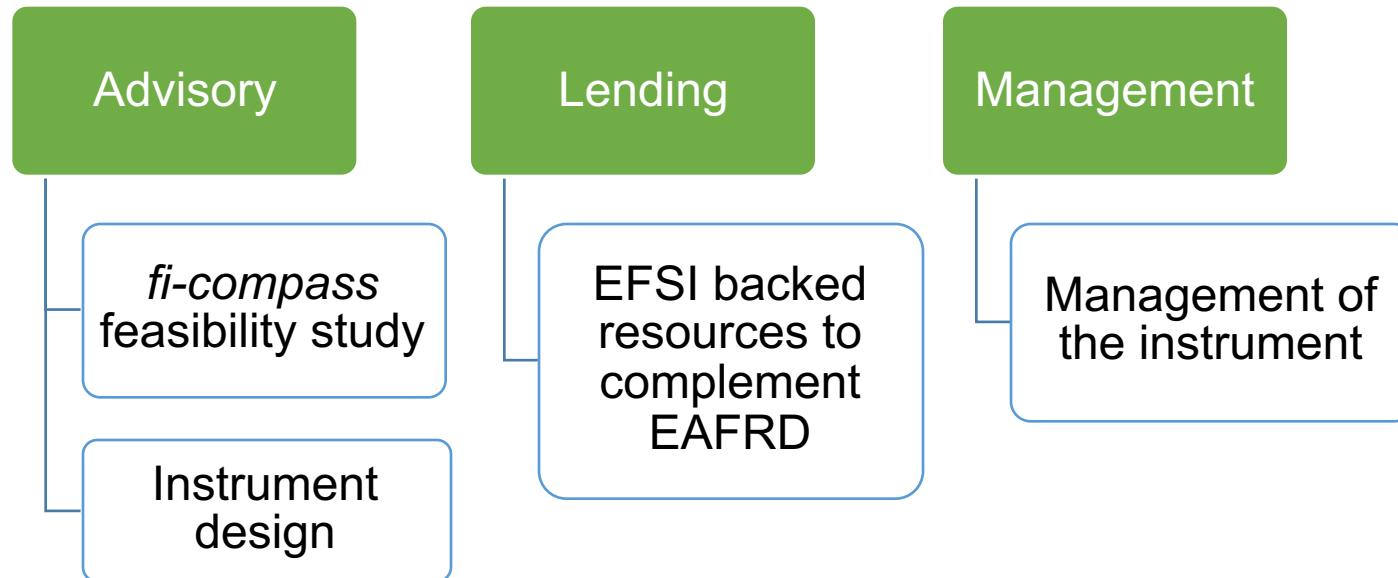 Advisory
fi-compass
feasibility study
Instrument
design
Lending
EFSI backed
resources to
complement
EAFRD
Management
Management of
the instrument